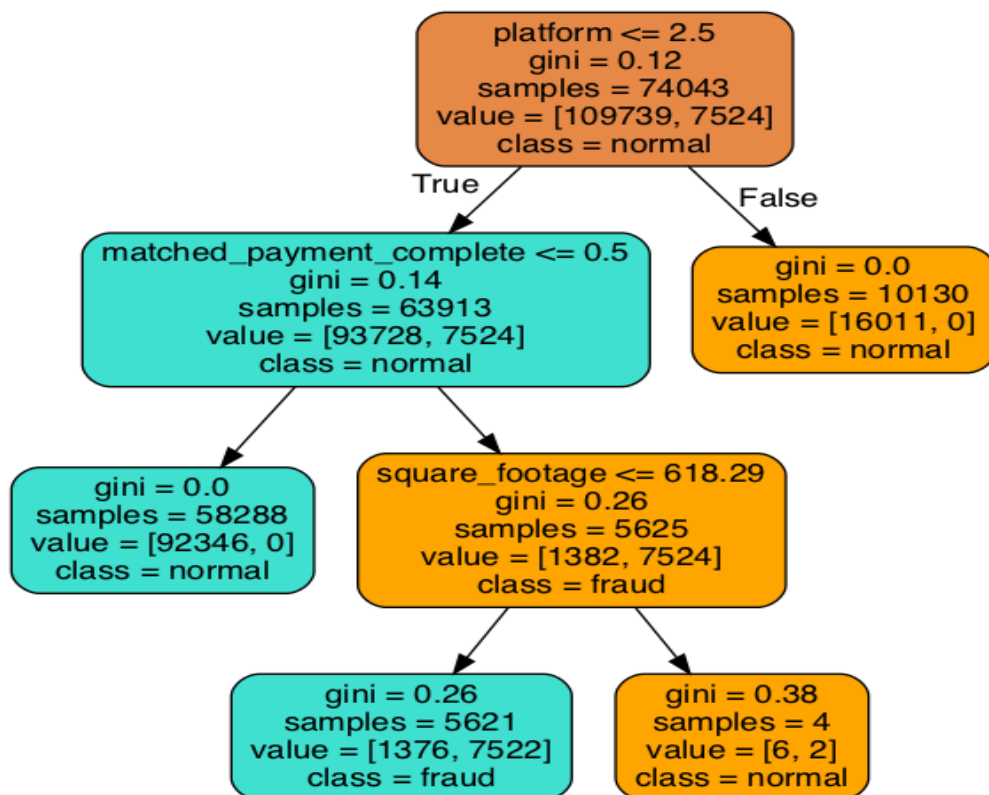 platform <= 2.5
gini = 0.12
samples = 74043
value = [109739, 7524]
class = normal
True
False
matched_payment_complete <= 0.5
gini = 0.14
samples = 63913
value = [93728, 7524]
class = normal
gini = 0.0
samples = 10130
value = [16011, 0]
class = normal
gini = 0.0
samples = 58288
value = [92346, 0]
class = normal
square_footage <= 618.29
gini = 0.26
samples = 5625
value = [1382, 7524]
class = fraud
gini = 0.26
samples = 5621
value = [1376, 7522]
class = fraud
gini = 0.38
samples = 4
value = [6, 2]
class = normal